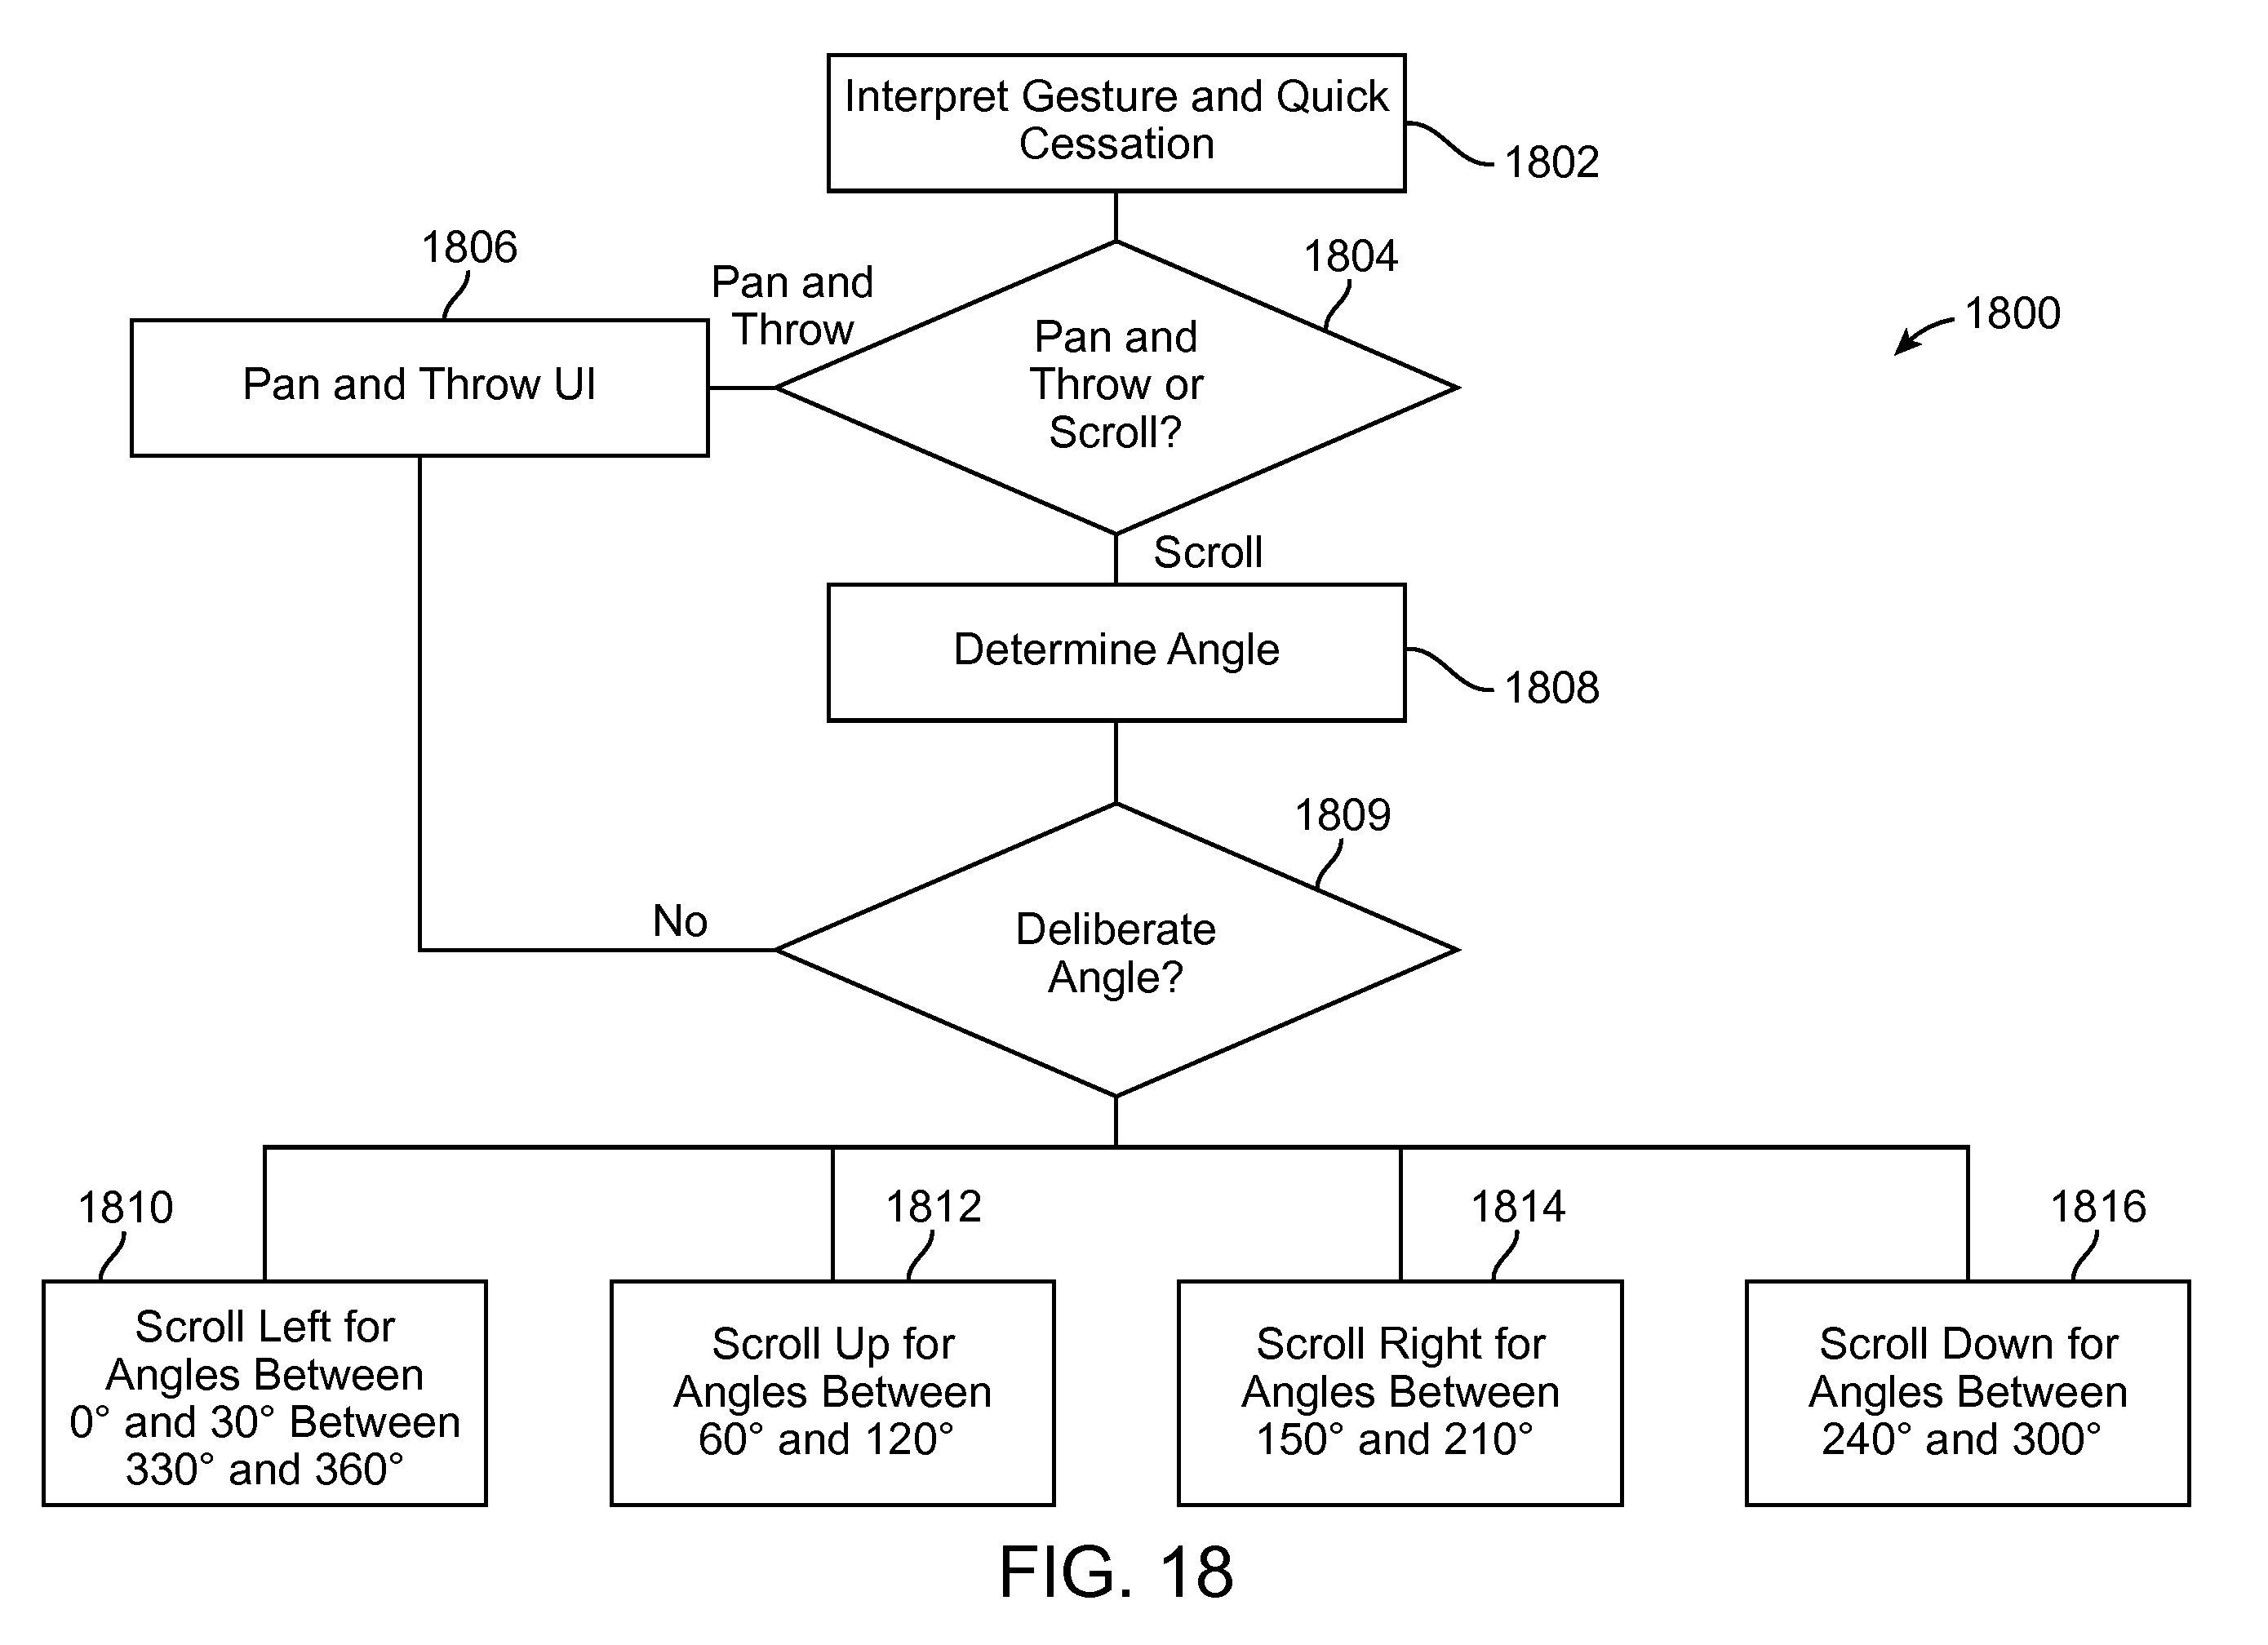 Interpret Gesture and Quick
Cessation
1802
1806
Pan and
Throw
1804
1800
Pan and Throw UI
Pan and
Throw or
Scroll?
Scroll
Determine Angle
1808
1809
No
Deliberate
Angle?
1810
1812
1814
1816
Scroll Left for
Angles Between
0° and 30° Between
330° and 360°
Scroll Up for
Angles Between
60° and 120°
Scroll Right for
Angles Between
150° and 210°
Scroll Down for
Angles Between
240° and 300°
FIG. 18